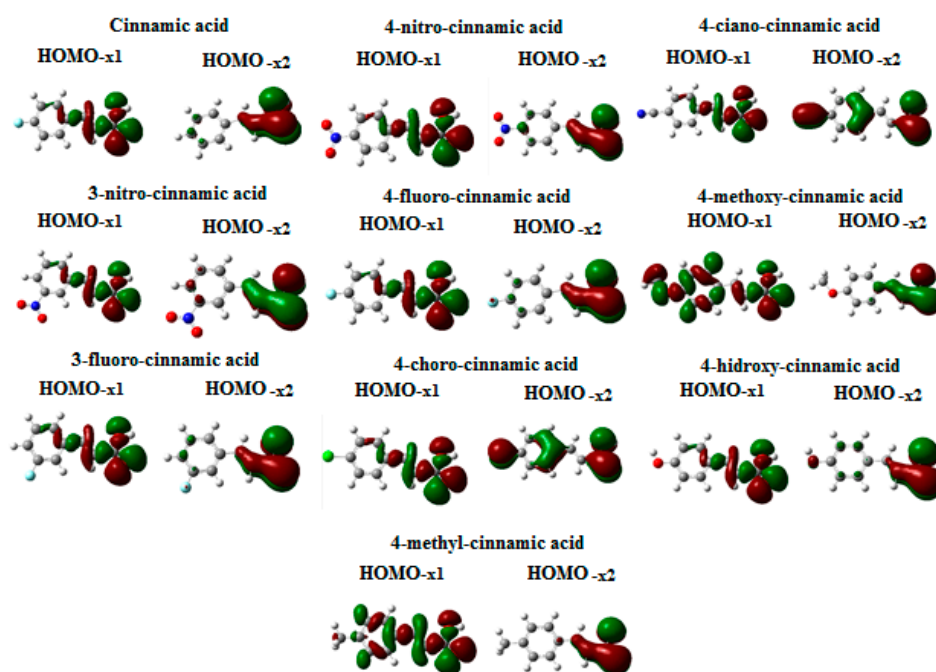 Cinnamic acid
HOMO-x1 HOMO-x2
4-nitro-cinnamic acid
HOMO-x1 HOMO-x2
4-ciano-cinnamic acid
HOMO-x1 HOMO-x2
3-nitro-cinnamic acid
HOMO-x1 HOMO-x2
4-fluoro-cinnamic acid
HOMO-x1 HOMO-x2
4-methoxy-cinnamic acid
HOMO-x1 HOMO-x2
3-fluoro-cinnamic acid
HOMO-x1 HOMO-x2
4-choro-cinnamic acid
HOMO-x1 HOMO-x2
4-hidroxy-cinnamic acid
HOMO-x1 HOMO-x2
4-methyl-cinnamic acid
HOMO-x1 HOMO-x2